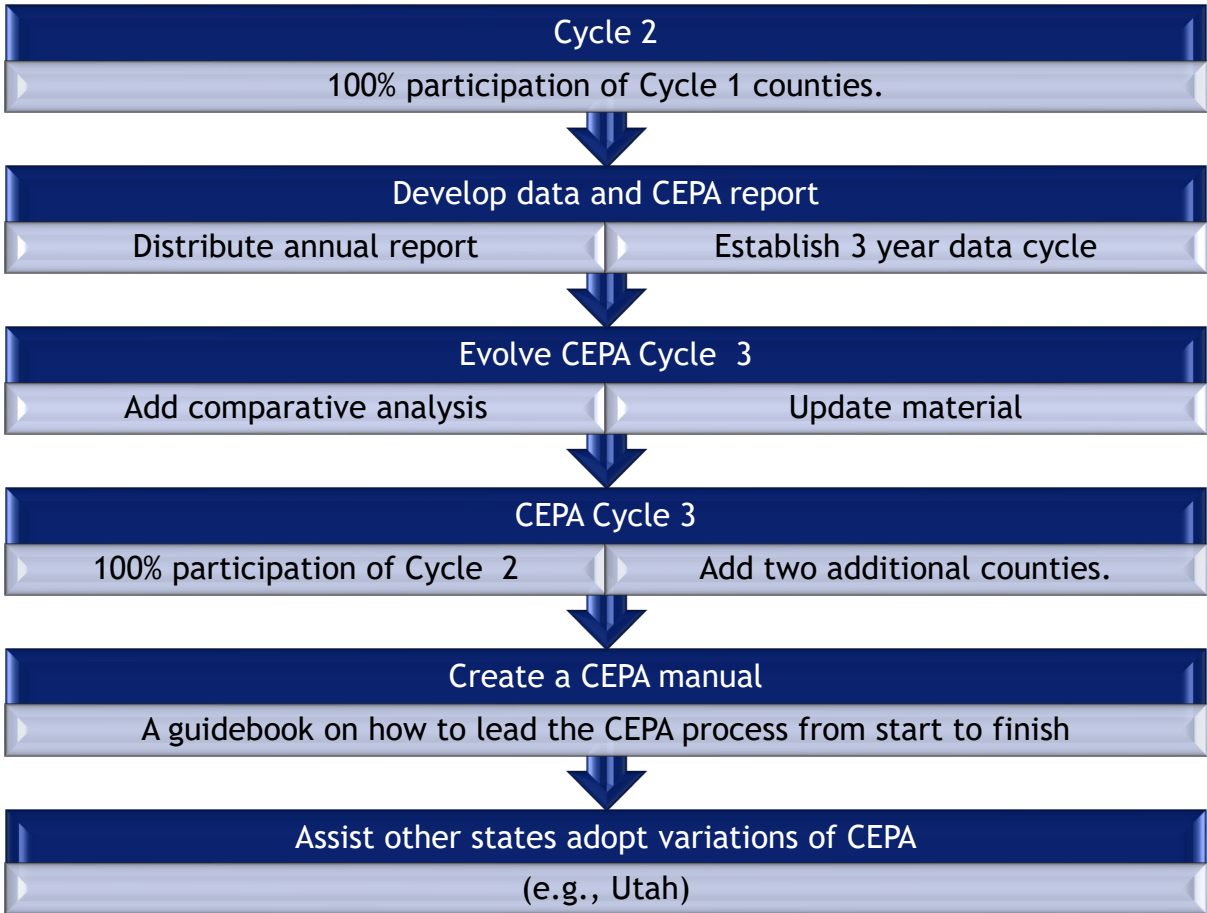 Cycle 2
100% participation of Cycle 1 counties.
Develop data and CEPA report
Distribute annual report
Establish 3 year data cycle
Evolve CEPA Cycle  3
Add comparative analysis
Update material
CEPA Cycle 3
100% participation of Cycle  2
Add two additional counties.
Create a CEPA manual
A guidebook on how to lead the CEPA process from start to finish
Assist other states adopt variations of CEPA
(e.g., Utah)